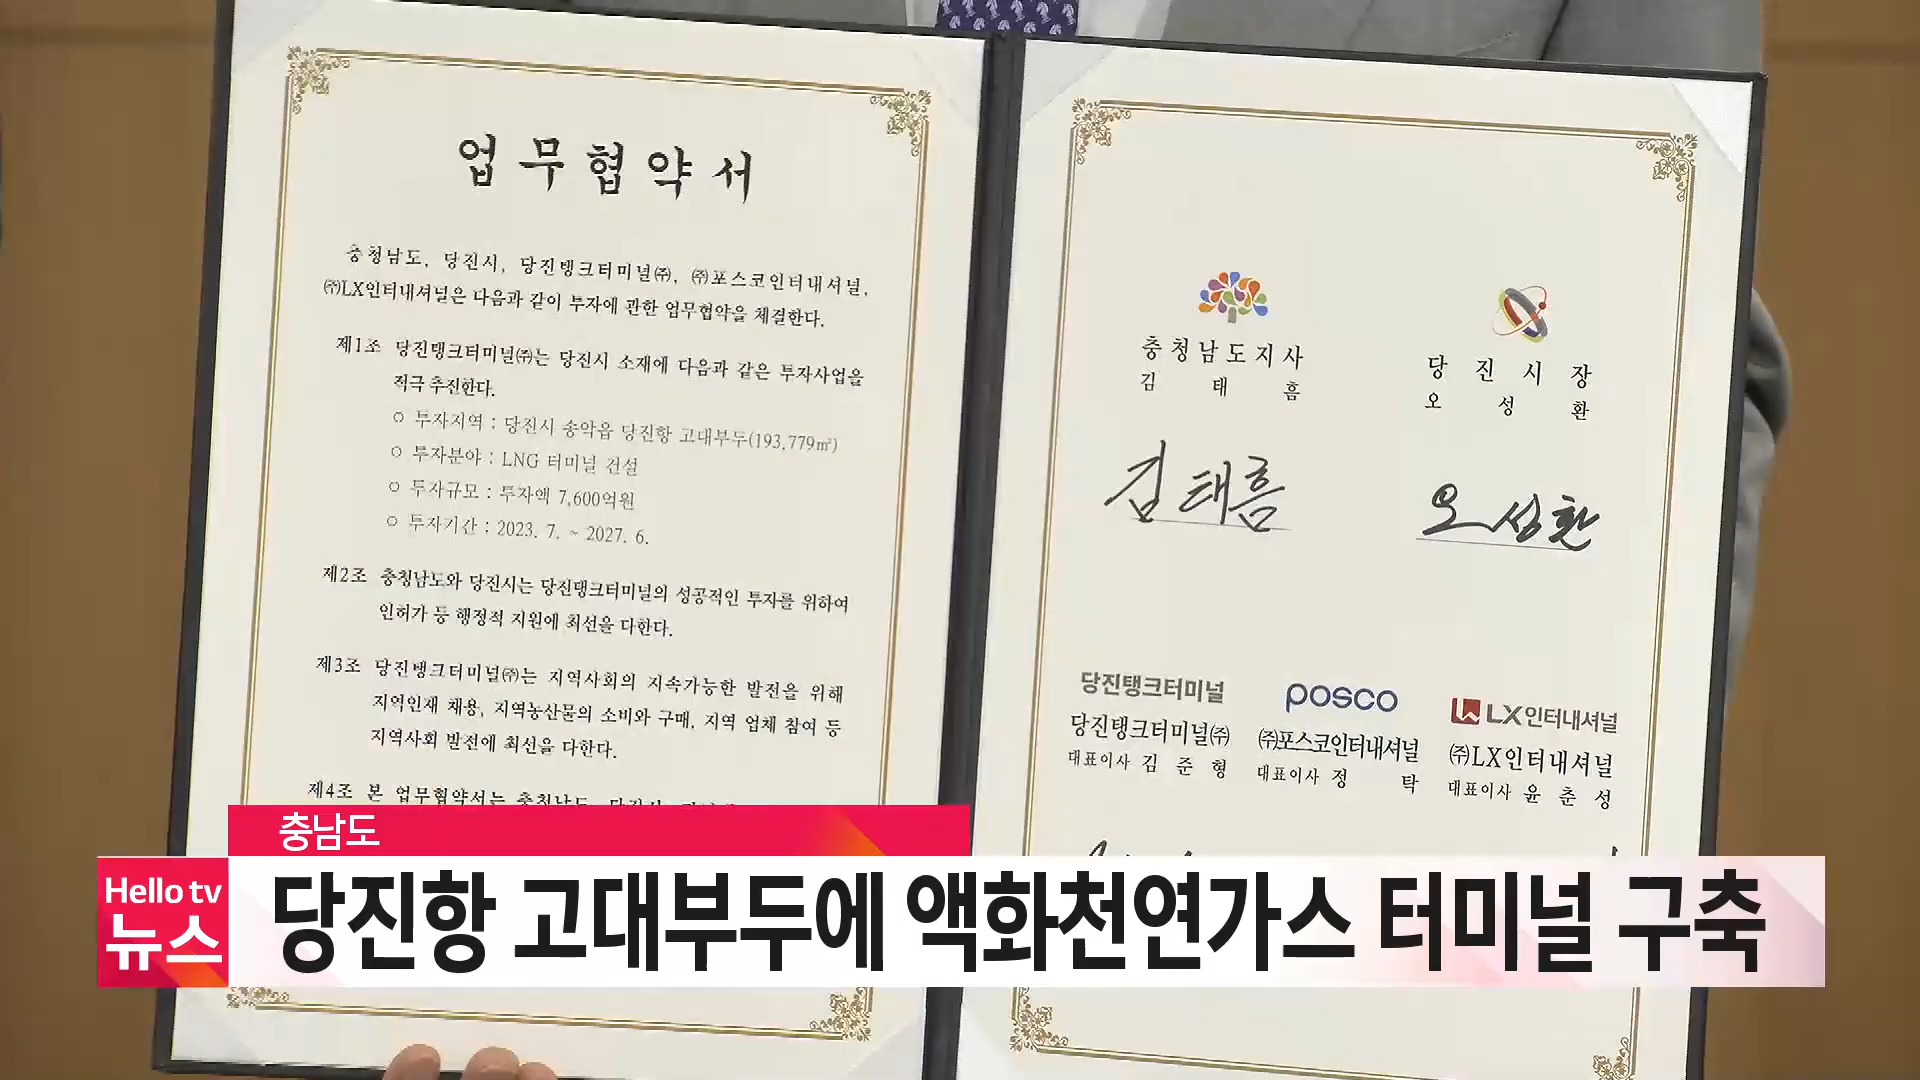 업무협약서
충청남도, 당진시, 당진탱크터미널㈜, ㈜포스코인터내셔널,
㈜LX인터내셔널은 다음과 같이 투자에 관한 업무협약을 체결한다.
제1조 당진탱크터미널㈜는 당진시 소재에 다음과 같은 투자사업을
적극 추진한다.
○ 투자지역 : 당진시 송악읍 당진항 고대부두(193,779㎡)
○ 투자분야 : LNG 터미널 건설
○ 투자규모 : 투자액 7,600억원
○ 투자기간 : 2023. 7. ~ 2027. 6.
제2조 충청남도와 당진시는 당진탱크터미널의 성공적인 투자를 위하여
인허가 등 행정적 지원에 최선을 다한다.
제3조 당진탱크터미널㈜는 지역사회의 지속가능한 발전을 위해
지역인재 채용, 지역농산물의 소비와 구매, 지역 업체 참여 등
지역사회 발전에 최선을 다한다.
제4조 본 업무협약서는 충청남도, 당진시,
충청남도지사
김태흠
김태흠
당진시장
오성환
오성환
당진탱크터미널
당진탱크터미널㈜
대표이사 김준형
posco
㈜포스코인터내셔널
대표이사 정탁
LX인터내셔널
㈜LX인터내셔널
대표이사 윤춘성
충남도
Hello tv
뉴스
당진항 고대부두에 액화천연가스 터미널 구축